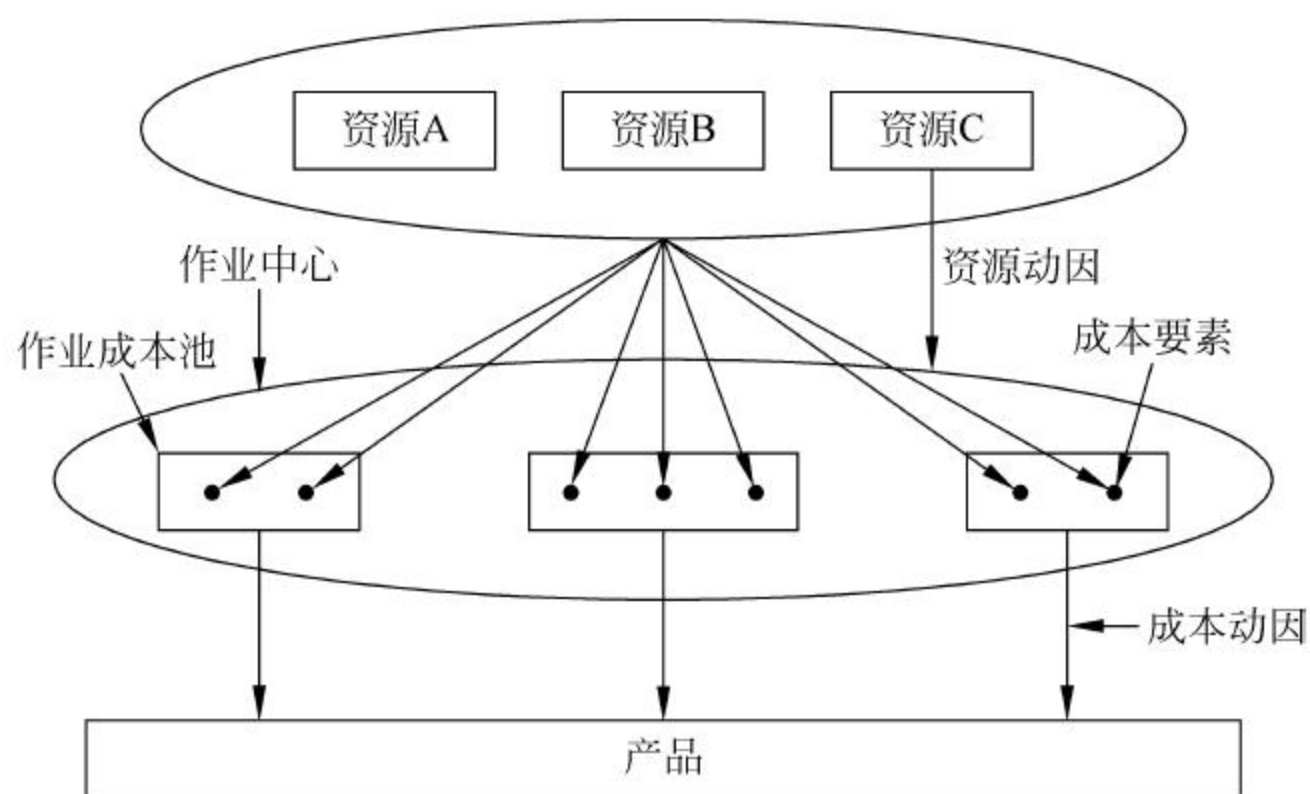 资源A
资源B
资源C
作业中心
资源动因
作业成本池
成本要素
成本动因
产品